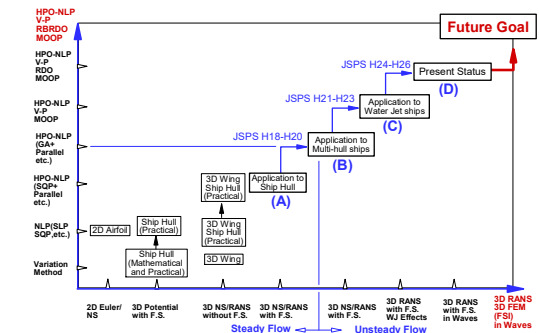 HPO-NLP
V-P
RBRDO
MOOP
Future Goal
HPO-NLP
V-P
RDO
MOOP
JSPS H24-H26
Present Status
(D)
HPO-NLP
V-P
MOOP
JSPS H21-H23
Application to
Water Jet ships
(C)
HPO-NLP
(GA+
Parallel
etc.)
JSPS H18-H20
Application to
Multi-hull ships
(B)
HPO-NLP
(SQP+
Parallel
etc.)
3D Wing
Ship Hull
(Practical)
Application to
Ship Hull
(A)
NLP(SLP
SQP,etc.)
2D Airfoil
Ship Hull
(Practical)
3D Wing
Ship Hull
(Practical)
Variation
Method
Ship Hull
(Mathematical
and Practical)
3D Wing
2D Euler/
NS
3D Potential
with F.S.
3D NS/RANS
without F.S.
3D NS/RANS
with F.S.
3D NS/RANS
with F.S.
3D RANS
with F.S.
WJ Effects
3D RANS
with F.S.
in Waves
3D RANS
3D FEM
(FSI)
in Waves
Steady Flow
Unsteady Flow